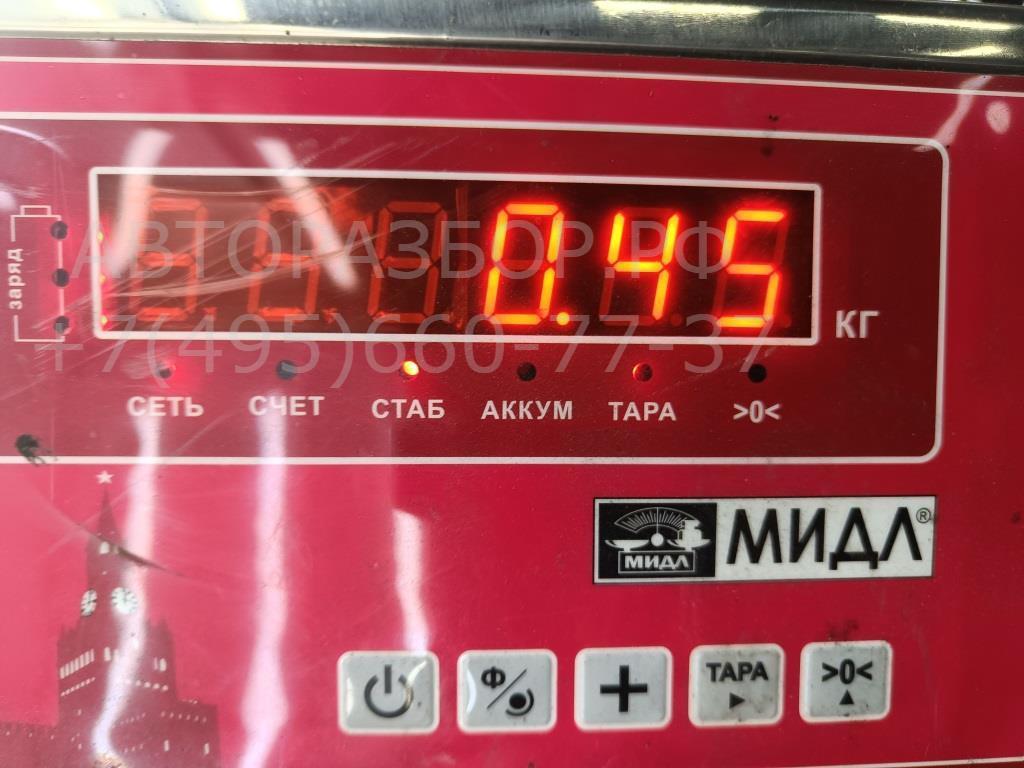 АВТОРАЗБОР.РФ
+7(495)660-77-37
заряд
0.45
КГ
СЕТЬ СЧЕТ СТАБ АККУМ ТАРА >0<
МИДЛ МИДЛ®
Ф + ТАРА >0<